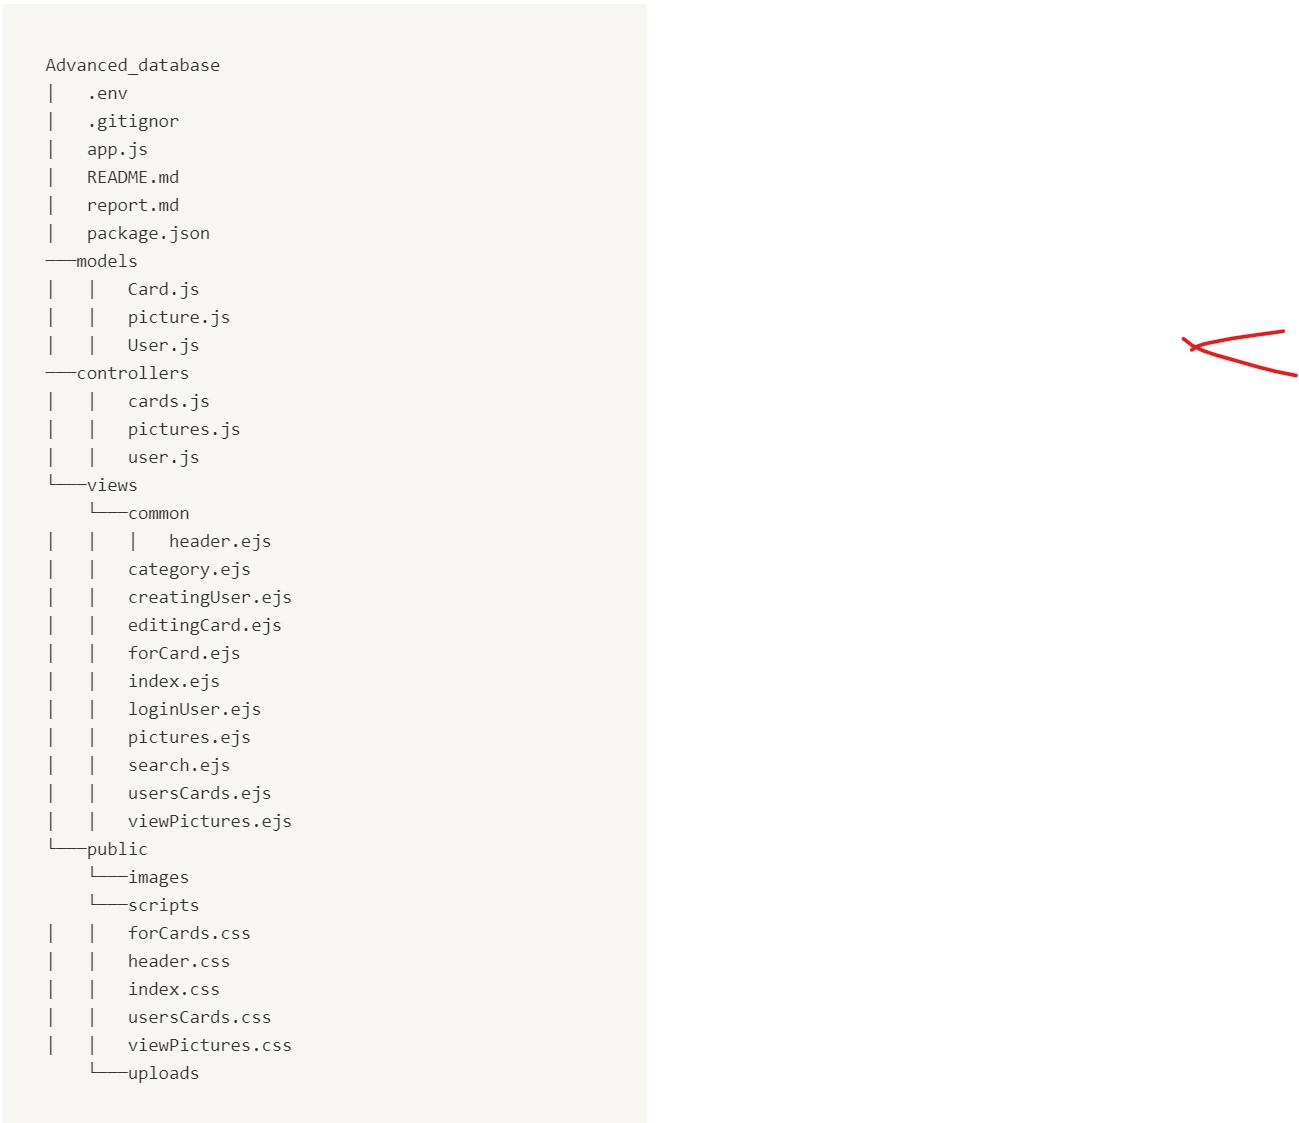 Advanced_database
│   .env
│   .gitignor
│   app.js
│   README.md
│   report.md
│   package.json
───models
│   │   Card.js
│   │   picture.js
│   │   User.js
───controllers
│   │   cards.js
│   │   pictures.js
│   │   user.js
└───views
    └───common
│   │   │   header.ejs
│   │   category.ejs
│   │   creatingUser.ejs
│   │   editingCard.ejs
│   │   forCard.ejs
│   │   index.ejs
│   │   loginUser.ejs
│   │   pictures.ejs
│   │   search.ejs
│   │   usersCards.ejs
│   │   viewPictures.ejs
└───public
    └───images
    └───scripts
│   │   forCards.css
│   │   header.css
│   │   index.css
│   │   usersCards.css
│   │   viewPictures.css
    └───uploads